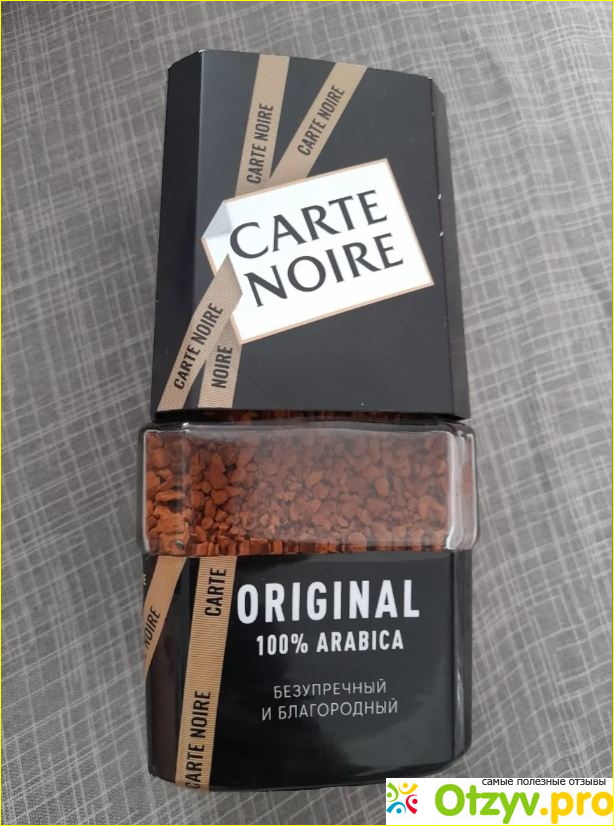 CARTE NOIRE
CARTE NOIRE
CARTE
NOIRE
CARTE NOIRE
NOIRE
NOIRE
CARTE
ORIGINAL
100% ARABICA
БЕЗУПРЕЧНЫЙ
И БЛАГОРОДНЫЙ
CARTE NOIRE
самые полезные отзывы
Otzyv.pro